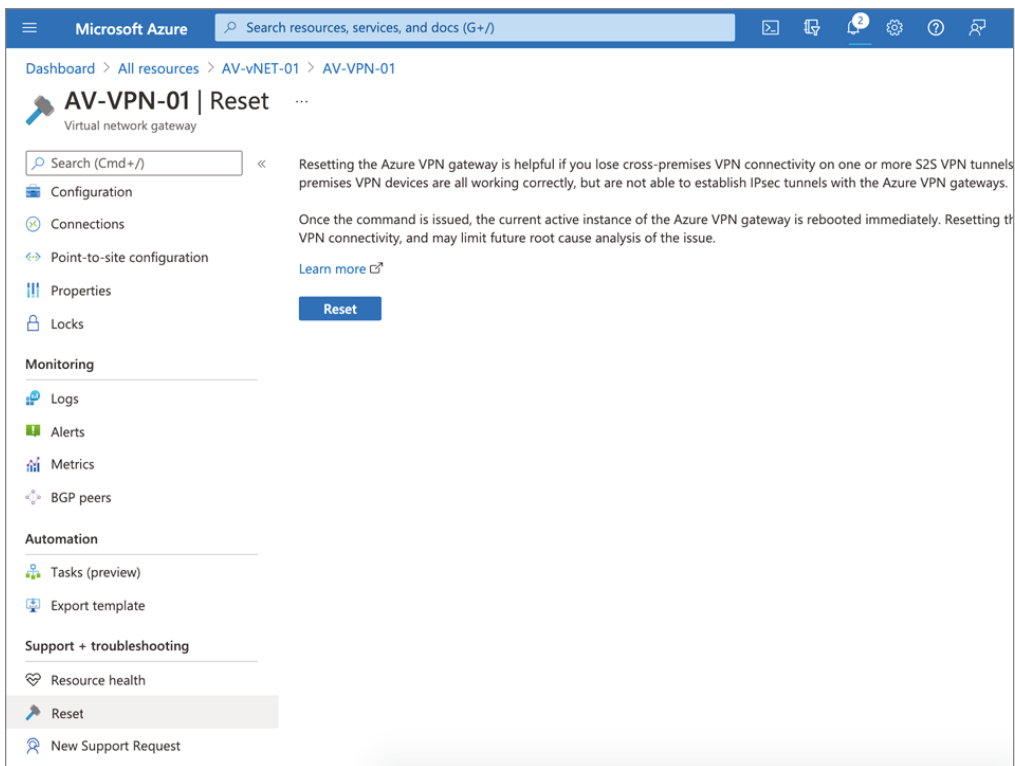 Microsoft Azure
Search resources, services, and docs (G+/)
2
Dashboard > All resources > AV-vNET-01 > AV-VPN-01
AV-VPN-01 | Reset ...
Virtual network gateway
Search (Cmd+/)
«
Configuration
Connections
Point-to-site configuration
Properties
Locks
Monitoring
Logs
Alerts
Metrics
BGP peers
Automation
Tasks (preview)
Export template
Support + troubleshooting
Resource health
Reset
New Support Request
Resetting the Azure VPN gateway is helpful if you lose cross-premises VPN connectivity on one or more S2S VPN tunnels
premises VPN devices are all working correctly, but are not able to establish IPsec tunnels with the Azure VPN gateways.
Once the command is issued, the current active instance of the Azure VPN gateway is rebooted immediately. Resetting
VPN connectivity, and may limit future root cause analysis of the issue.
Learn more
Reset